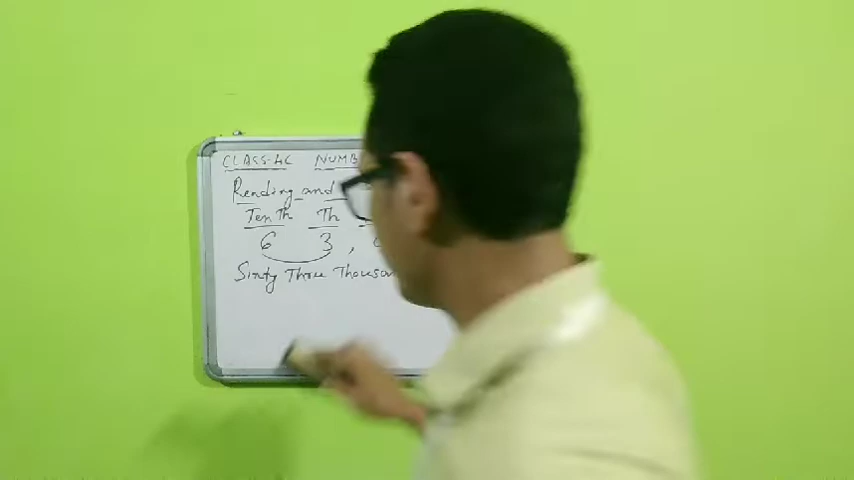 CLASS-4C NUMB
Reading and
Ten Th Th
6 3 ,
Sixty Three Thousan